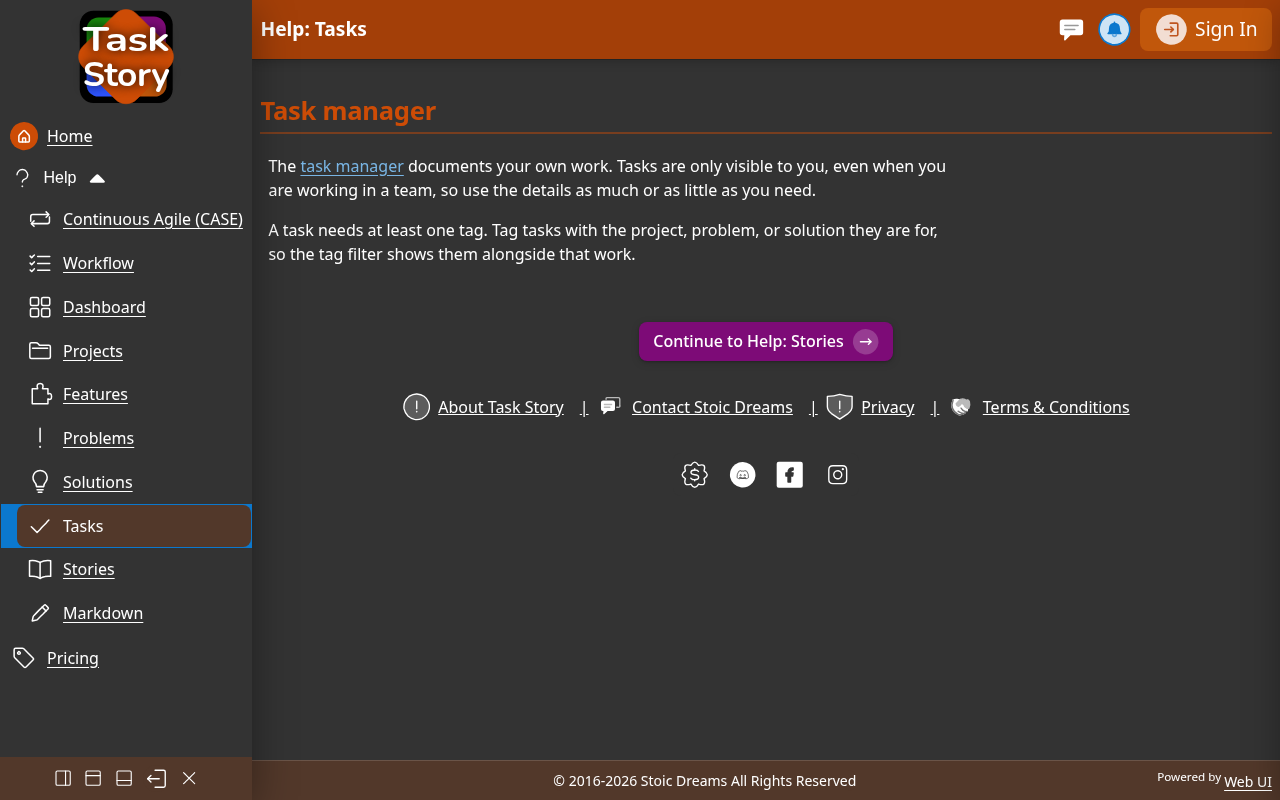 Task
Story
Home
Help
Continuous Agile (CASE)
Workflow
Dashboard
Projects
Features
Problems
Solutions
Tasks
Stories
Markdown
Pricing
Help: Tasks
Sign In
Task manager
The task manager documents your own work. Tasks are only visible to you, even when you
are working in a team, so use the details as much or as little as you need.
A task needs at least one tag. Tag tasks with the project, problem, or solution they are for,
so the tag filter shows them alongside that work.
Continue to Help: Stories
About Task Story | Contact Stoic Dreams | Privacy | Terms & Conditions
© 2016-2026 Stoic Dreams All Rights Reserved
Powered by Web UI